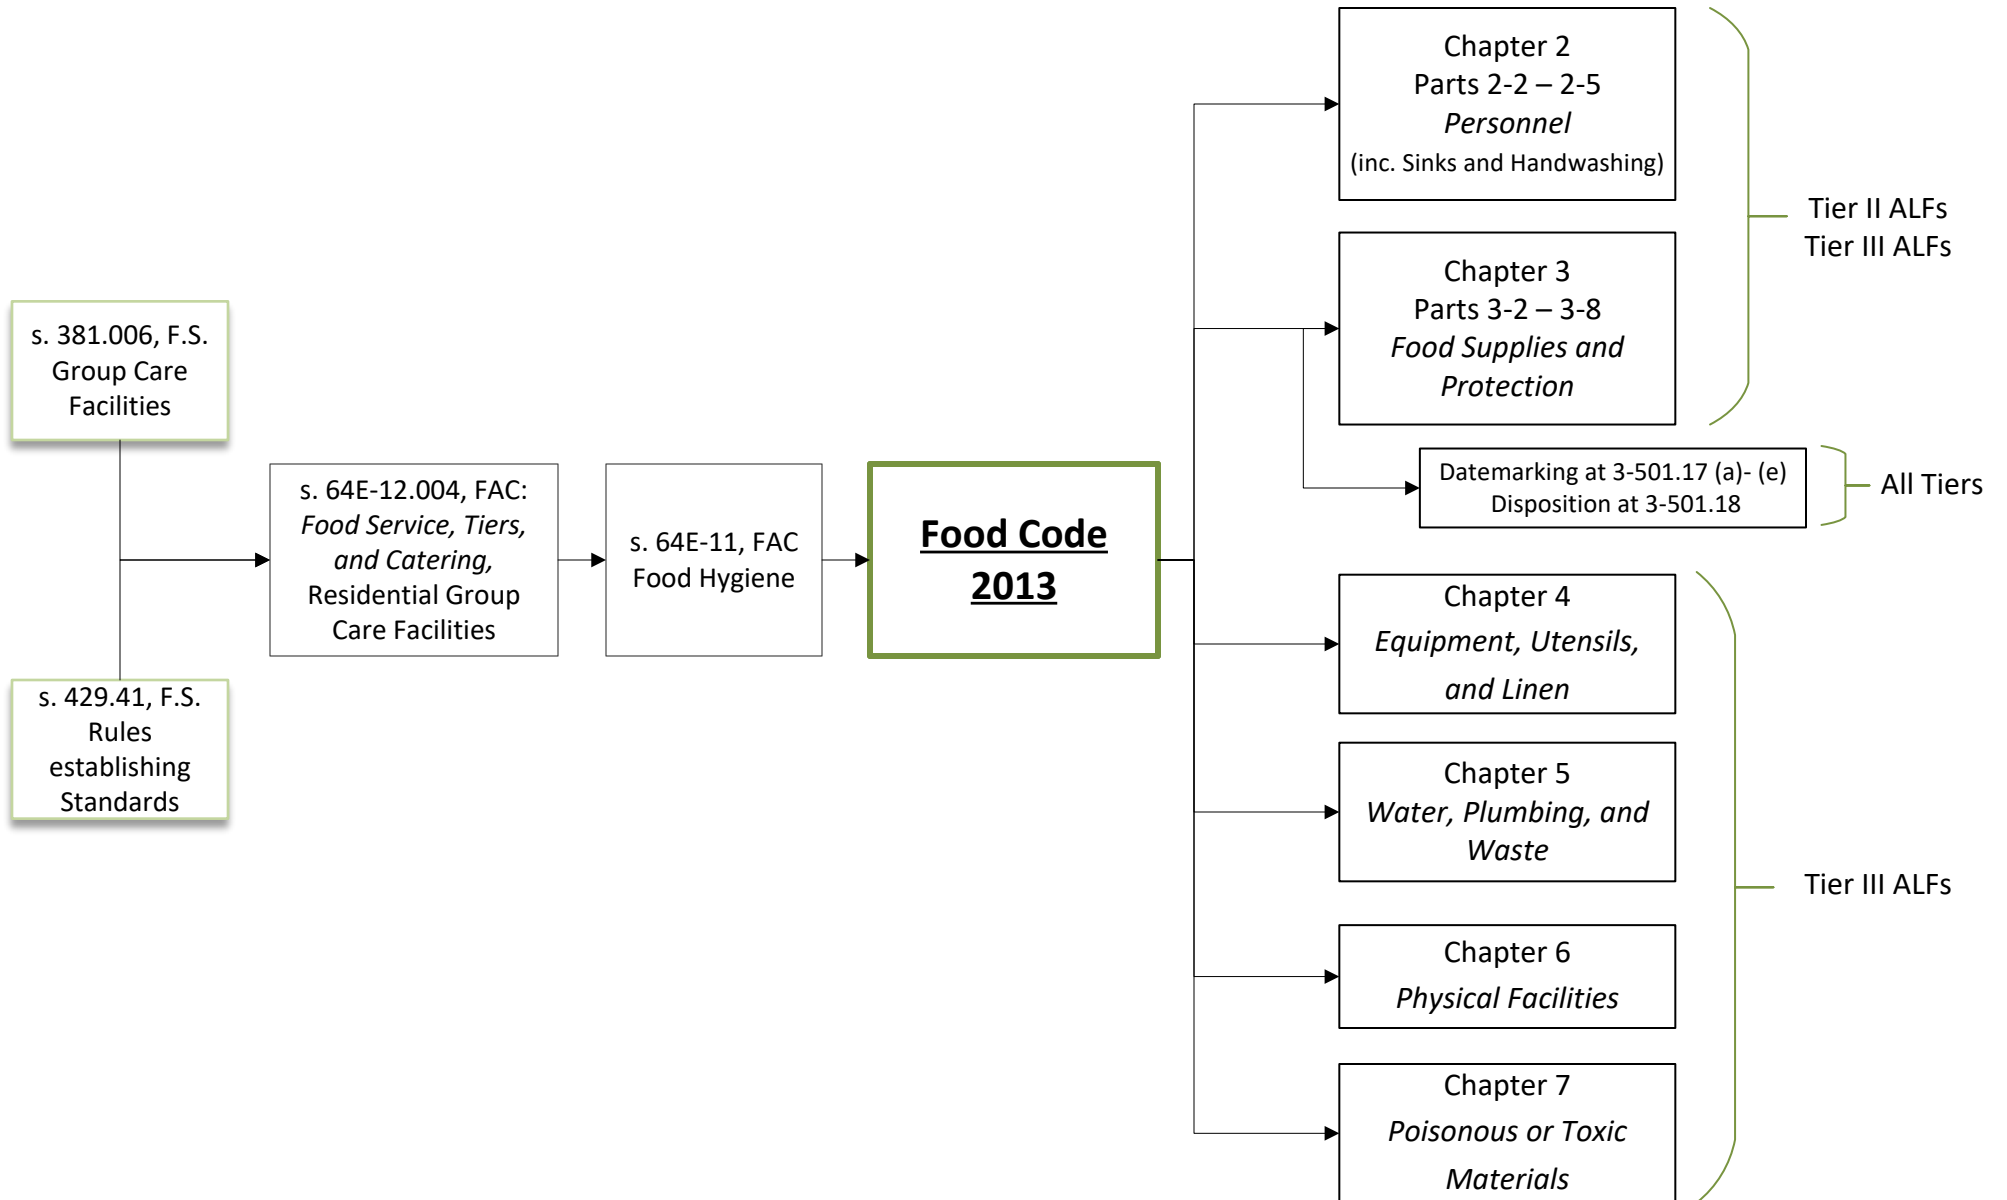 s. 381.006, F.S.
Group Care
Facilities
s. 429.41, F.S.
Rules
establishing
Standards
s. 64E-12.004, FAC:
Food Service, Tiers,
and Catering,
Residential Group
Care Facilities
s. 64E-11, FAC
Food Hygiene
Food Code
2013
Chapter 2
Parts 2-2 – 2-5
Personnel
(inc. Sinks and Handwashing)
Chapter 3
Parts 3-2 – 3-8
Food Supplies and
Protection
Tier II ALFs
Tier III ALFs
Datemarking at 3-501.17 (a)- (e)
Disposition at 3-501.18
All Tiers
Chapter 4
Equipment, Utensils,
and Linen
Chapter 5
Water, Plumbing, and
Waste
Chapter 6
Physical Facilities
Chapter 7
Poisonous or Toxic
Materials
Tier III ALFs